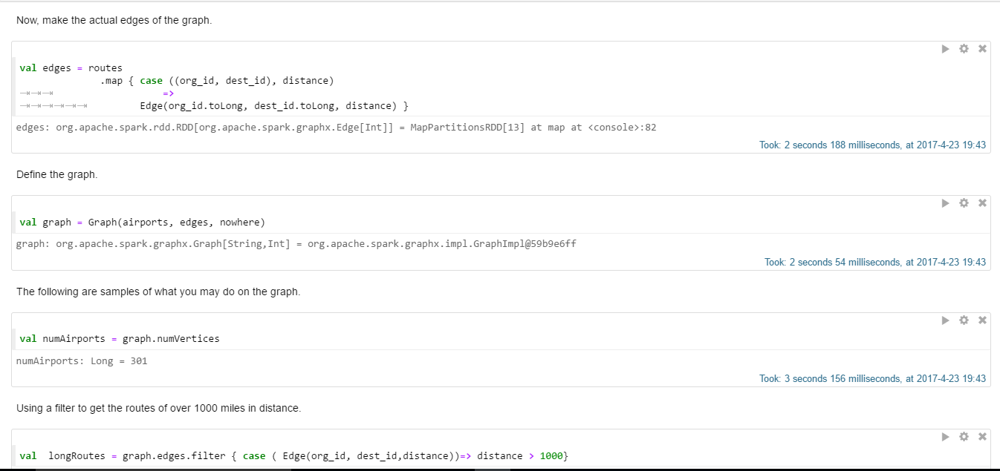 Now, make the actual edges of the graph.
val edges = routes
.map { case ((org_id, dest_id), distance)
=>
Edge(org_id.toLong, dest_id.toLong, distance) }
edges: org.apache.spark.rdd.RDD[org.apache.spark.graphx.Edge[Int]] = MapPartitionsRDD[13] at map at <console>:82
Took: 2 seconds 188 milliseconds, at 2017-4-23 19:43
Define the graph.
val graph = Graph(airports, edges, nowhere)
graph: org.apache.spark.graphx.Graph[String,Int] = org.apache.spark.graphx.impl.GraphImpl@59b9e6ff
Took: 2 seconds 54 milliseconds, at 2017-4-23 19:43
The following are samples of what you may do on the graph.
val numAirports = graph.numVertices
numAirports: Long = 301
Took: 3 seconds 156 milliseconds, at 2017-4-23 19:43
Using a filter to get the routes of over 1000 miles in distance.
val  longRoutes = graph.edges.filter { case ( Edge(org_id, dest_id,distance))=> distance > 1000}